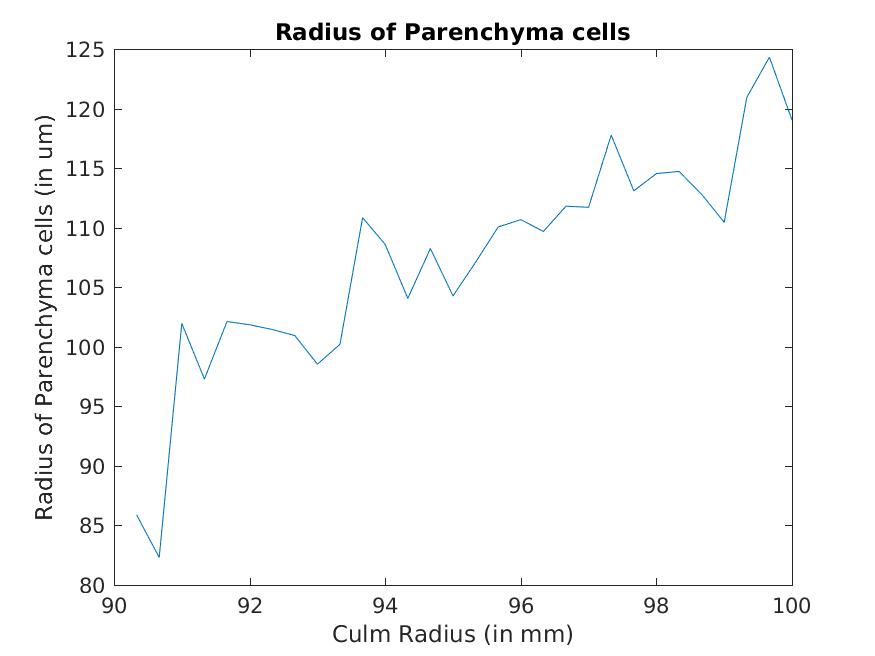 Radius of Parenchyma cells
125
120
115
110
105
100
95
90
85
80
Radius of Parenchyma cells (in um)
90 92 94 96 98 100
Culm Radius (in mm)